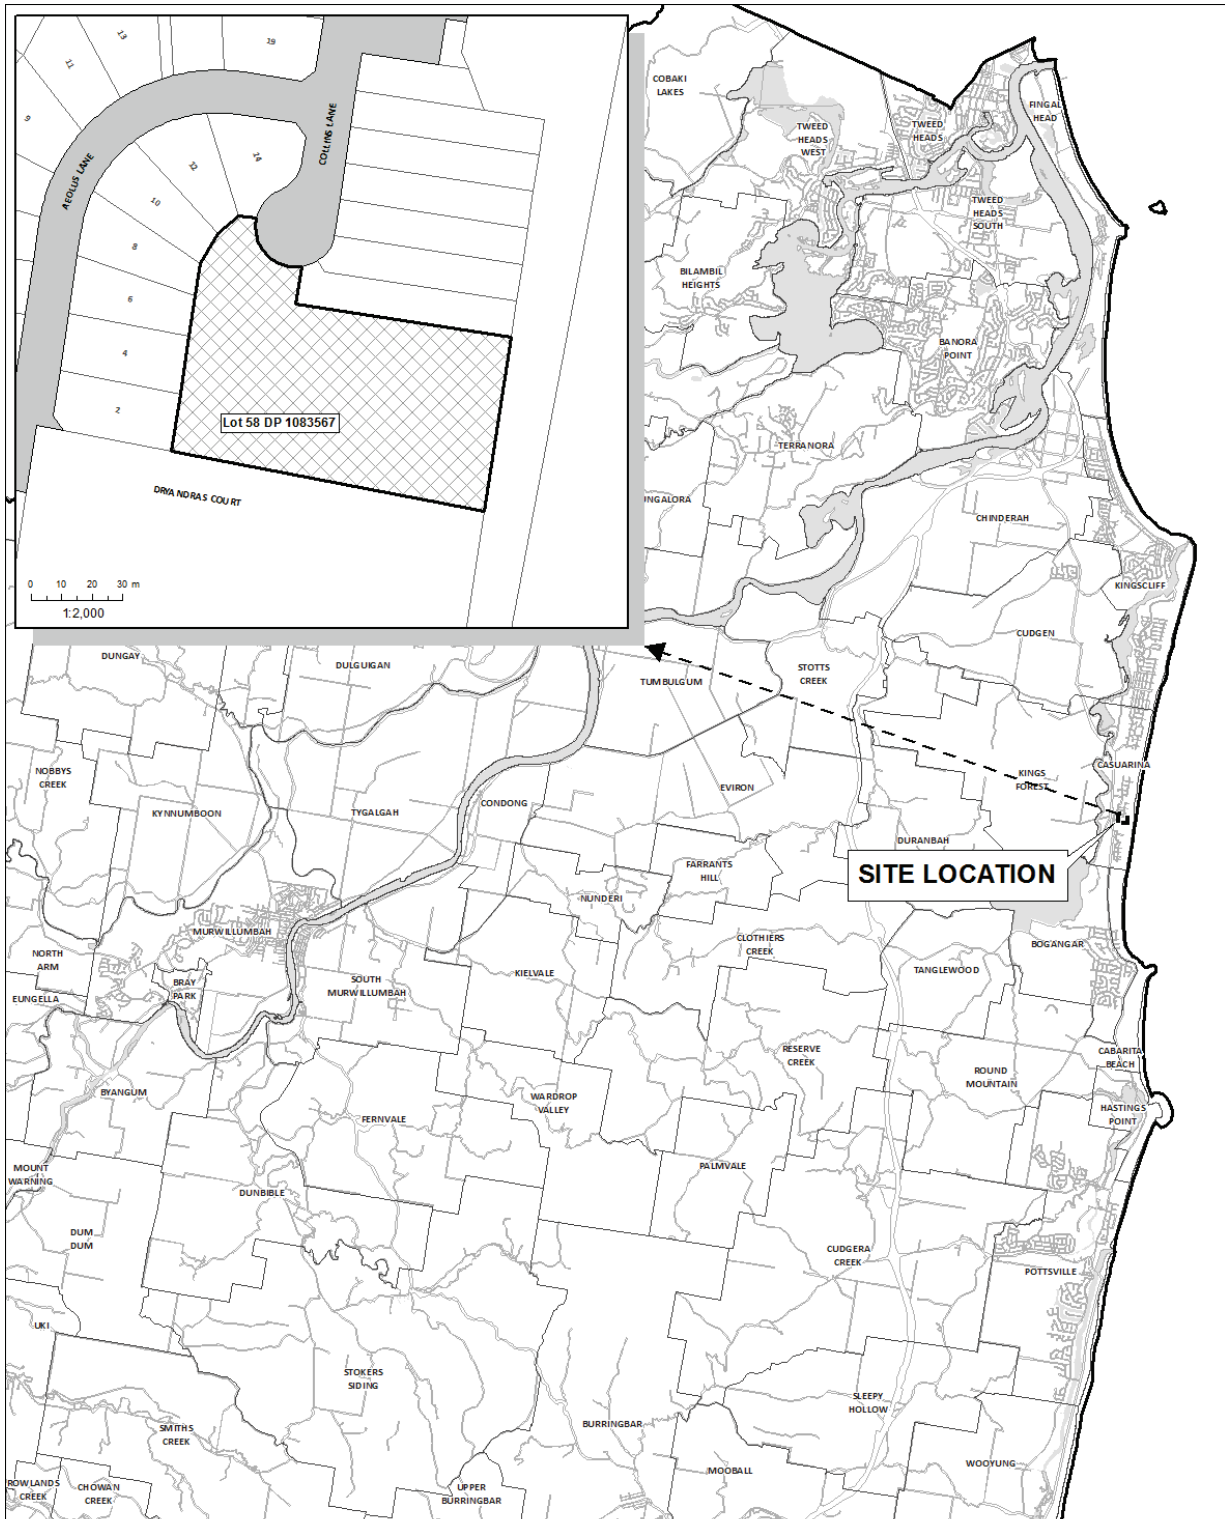 13
19
11
9
14
12
10
8
6
4
2
AEOLUS LANE
COLLINS LANE
Lot 58 DP 1083567
DRYANDRAS COURT
0 10 20 30 m
1:2,000
COBAKI
LAKES
FINGAL
HEAD
TWEED
HEADS
WEST
TWEED
HEADS
TWEED
HEADS
SOUTH
BILAMBIL
HEIGHTS
BANORA
POINT
TERRANORA
UNGALORA
CHINDERAH
KINGSCLIFF
CUDGEN
DUNGAY
DULGUIGAN
TUMBULGUM
STOTTS
CREEK
NOBBYS
CREEK
KYNNUMBOON
TYGALGAH
CONDONG
EVIRON
KINGS
FOREST
CASUARINA
DURANBAH
SITE LOCATION
FARRANTS
HILL
NUNDERI
MURWILLUMBAH
CLOTHIERS
CREEK
BOGANGAR
NORTH
ARM
EUNGELLA
BRAY
PARK
SOUTH
MURWILLUMBAH
KIELVALE
TANGLEWOOD
RESERVE
CREEK
CABARITA
BEACH
ROUND
MOUNTAIN
BYANGUM
WARDROP
VALLEY
FERNVALE
HASTINGS
POINT
MOUNT
WARNING
PALMVALE
DUNBIBLE
DUM
DUM
CUDGERA
CREEK
POTTSVILLE
UKI
STOKERS
SIDING
SLEEPY
HOLLOW
SMITHS
CREEK
BURRINGBAR
WOOYUNG
MOOBALL
ROWLANDS
CREEK
CHOWAN
CREEK
UPPER
BURRINGBAR